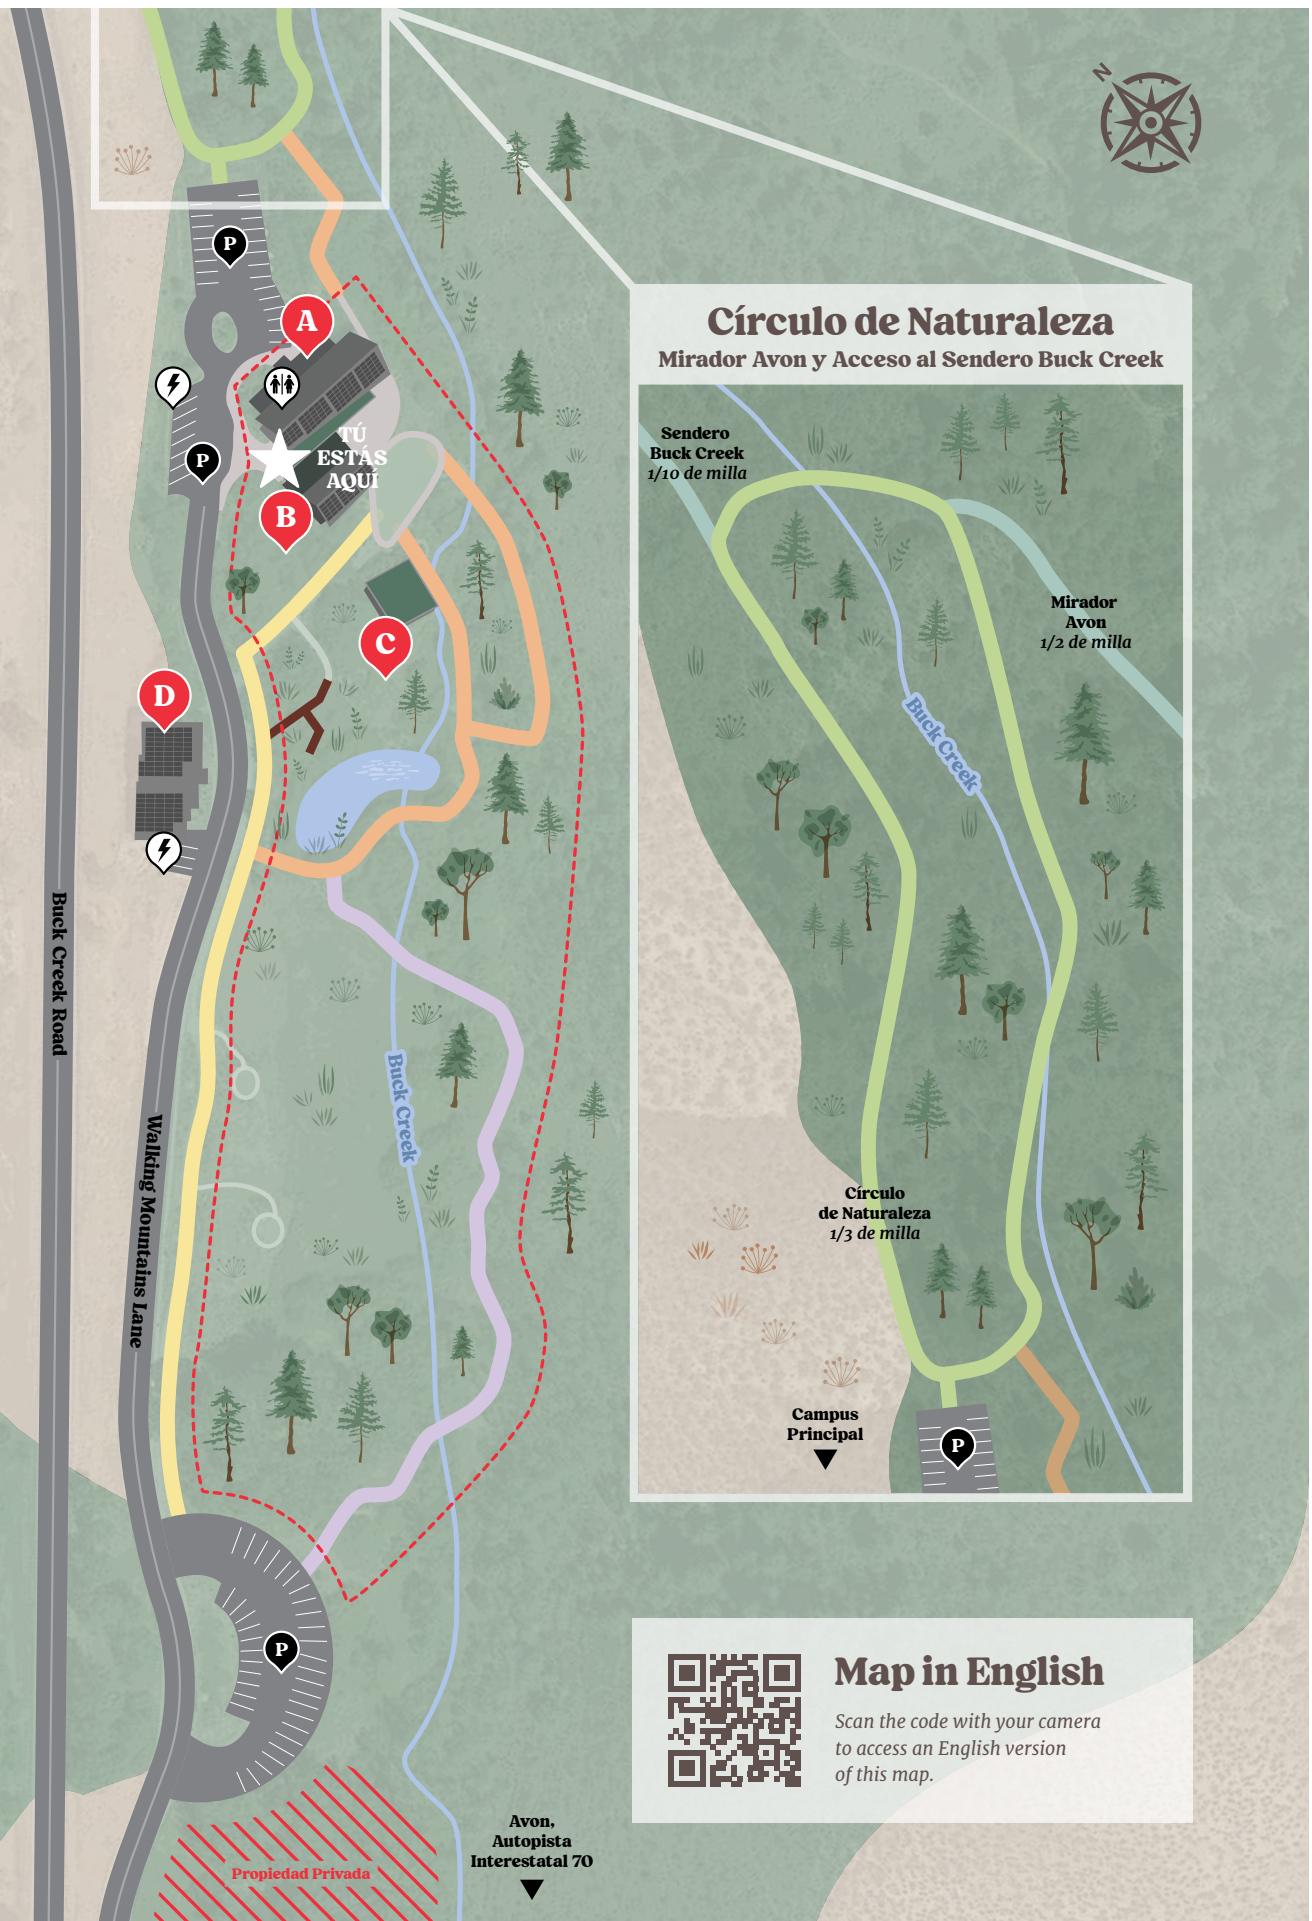 N
P
A
TÚ
ESTÁS
AQUÍ
P
B
C
D
Buck Creek Road
Walking Mountains Lane
Buck Creek
P
Propiedad Privada
Avon,
Autopista
Interestatal 70
Círculo de Naturaleza
Mirador Avon y Acceso al Sendero Buck Creek
Sendero
Buck Creek
1/10 de milla
Mirador
Avon
1/2 de milla
Buck Creek
Círculo
de Naturaleza
1/3 de milla
Campus
Principal
P
Map in English
Scan the code with your camera
to access an English version
of this map.